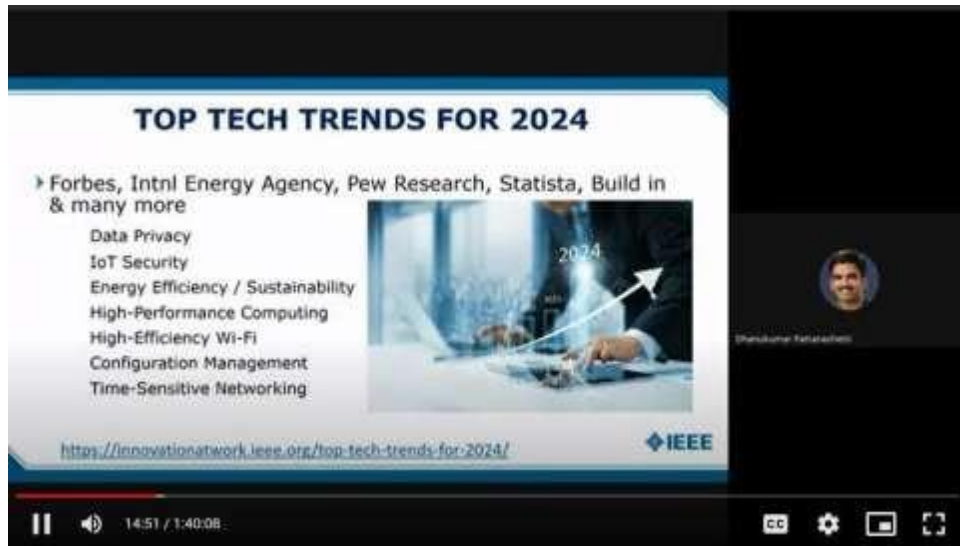 TOP TECH TRENDS FOR 2024
Forbes, Intnl Energy Agency, Pew Research, Statista, Build in
& many more
Data Privacy
IoT Security
Energy Efficiency / Sustainability
High-Performance Computing
High-Efficiency Wi-Fi
Configuration Management
Time-Sensitive Networking
2024
https://innovationatwork.ieee.org/top-tech-trends-for-2024/
IEEE
14:51 / 1:40:08
CC